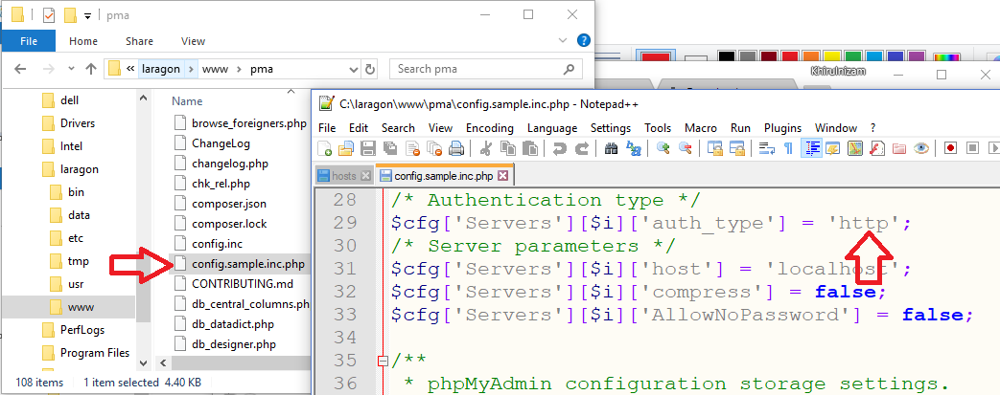 pma
File Home Share View
« laragon › www › pma
Search pma
dell
Drivers
Intel
laragon
bin
data
etc
tmp
usr
www
PerfLogs
Program Files
Name
browse_foreigners.php
ChangeLog
changelog.php
chk_rel.php
composer.json
composer.lock
config.inc
config.sample.inc.php
CONTRIBUTING.md
db_central_columns.ph
db_datadict.php
db_designer.php
108 items 1 item selected 4.40 KB
Khirulnizam
C:\laragon\www\pma\config.sample.inc.php - Notepad++
File Edit Search View Encoding Language Settings Tools Macro Run Plugins Window ?
hosts config.sample.inc.php
28 /* Authentication type */
29 $cfg['Servers'][$i]['auth_type'] = 'http';
30 /* Server parameters */
31 $cfg['Servers'][$i]['host'] = 'localhost';
32 $cfg['Servers'][$i]['compress'] = false;
33 $cfg['Servers'][$i]['AllowNoPassword'] = false;
34
35 /**
36 * phpMyAdmin configuration storage settings.